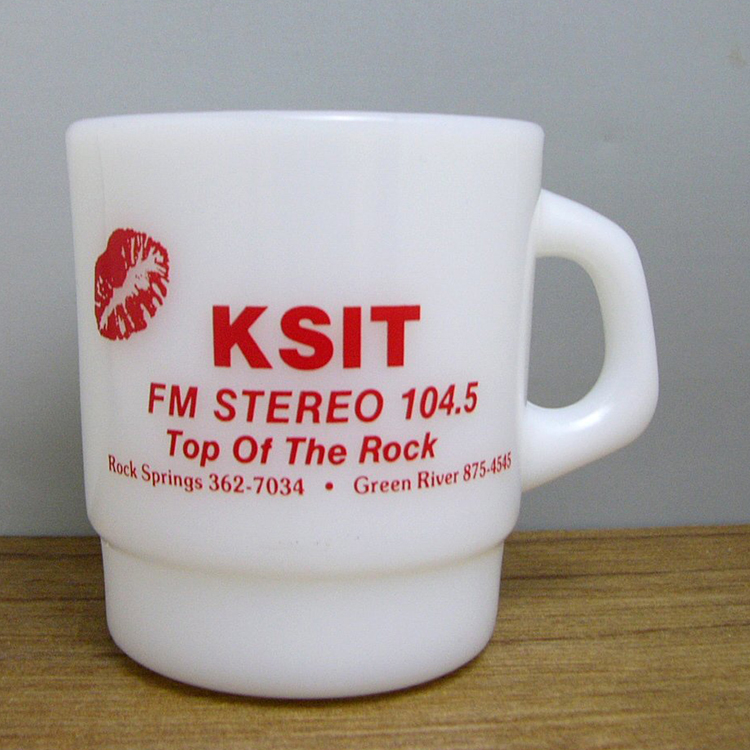 KSIT
FM STEREO 104.5
Top Of The Rock
Rock Springs 362-7034 • Green River 875-4545